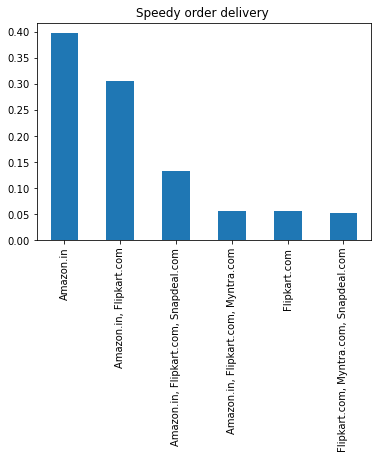 Speedy order delivery
0.40
0.35
0.30
0.25
0.20
0.15
0.10
0.05
0.00
Amazon.in
Amazon.in, Flipkart.com
Amazon.in, Flipkart.com, Snapdeal.com
Amazon.in, Flipkart.com, Myntra.com
Flipkart.com
Flipkart.com, Myntra.com, Snapdeal.com